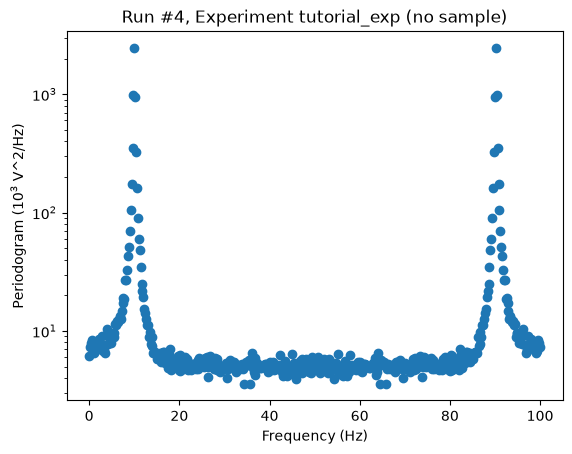 Run #4, Experiment tutorial_exp (no sample)
Periodogram (10³ V^2/Hz)
10³
10²
10¹
0 20 40 60 80 100
Frequency (Hz)